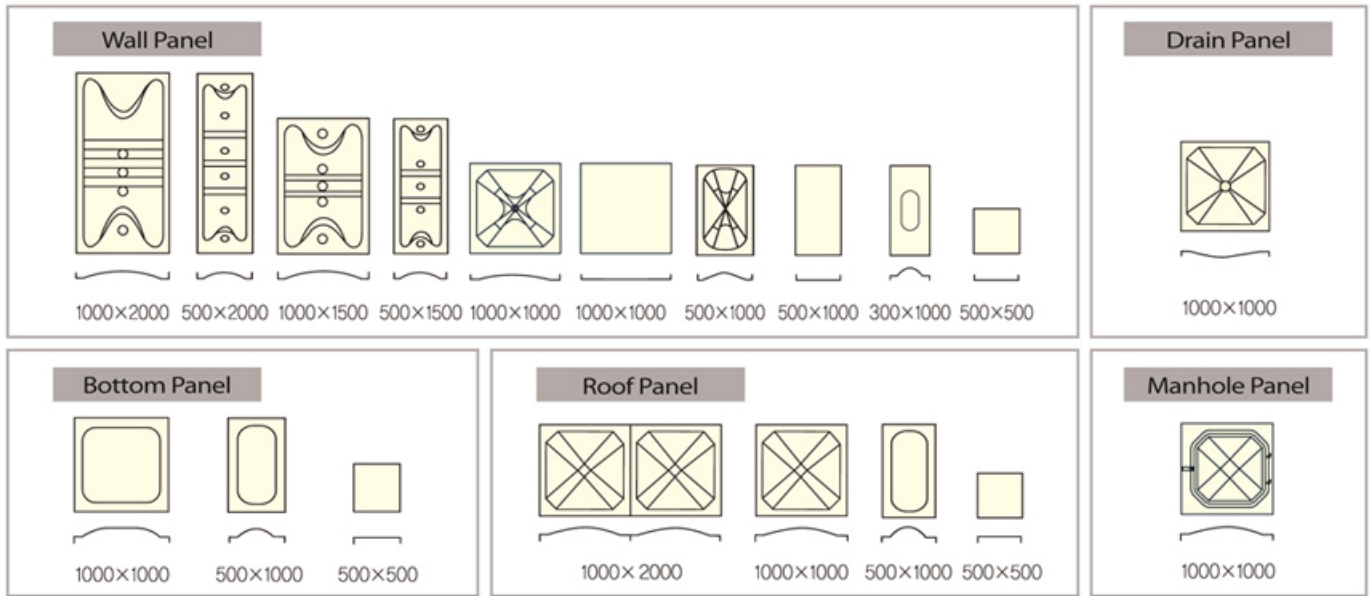 Wall Panel
1000×2000 500×2000 1000×1500 500×1500 1000×1000 1000×1000 500×1000 500×1000 300×1000 500×500
Drain Panel
1000×1000
Bottom Panel
1000×1000 500×1000 500×500
Roof Panel
1000×2000 1000×1000 500×1000 500×500
Manhole Panel
1000×1000